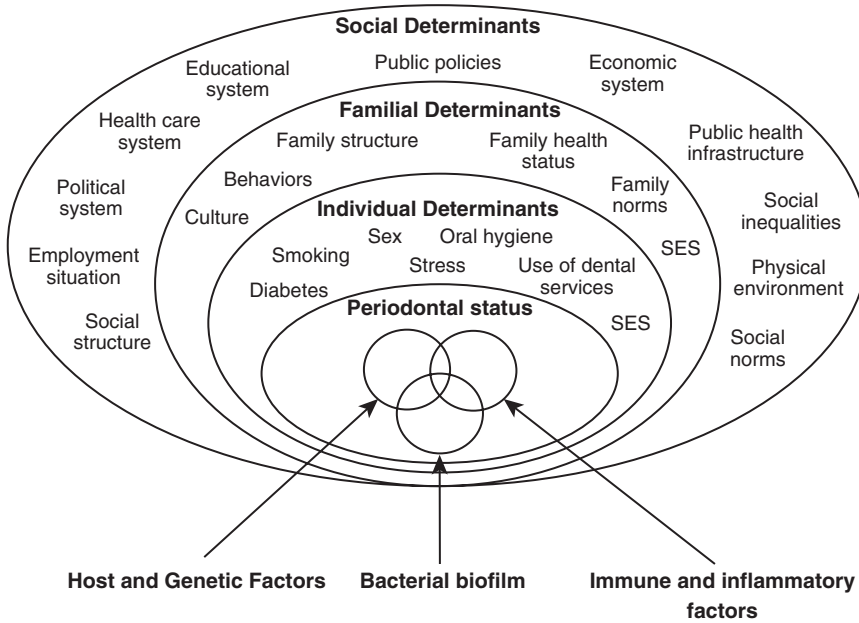 Social Determinants
Educational
system
Public policies
Economic
system
Health care
system
Public health
infrastructure
Political
system
Social
inequalities
Employment
situation
Physical
environment
Social
structure
Social
norms
Familial Determinants
Family structure
Family health
status
Behaviors
Family
norms
Culture
SES
Individual Determinants
Sex
Oral hygiene
Smoking
Stress
Use of dental
services
Diabetes
SES
Periodontal status
Host and Genetic Factors
Bacterial biofilm
Immune and inflammatory
factors